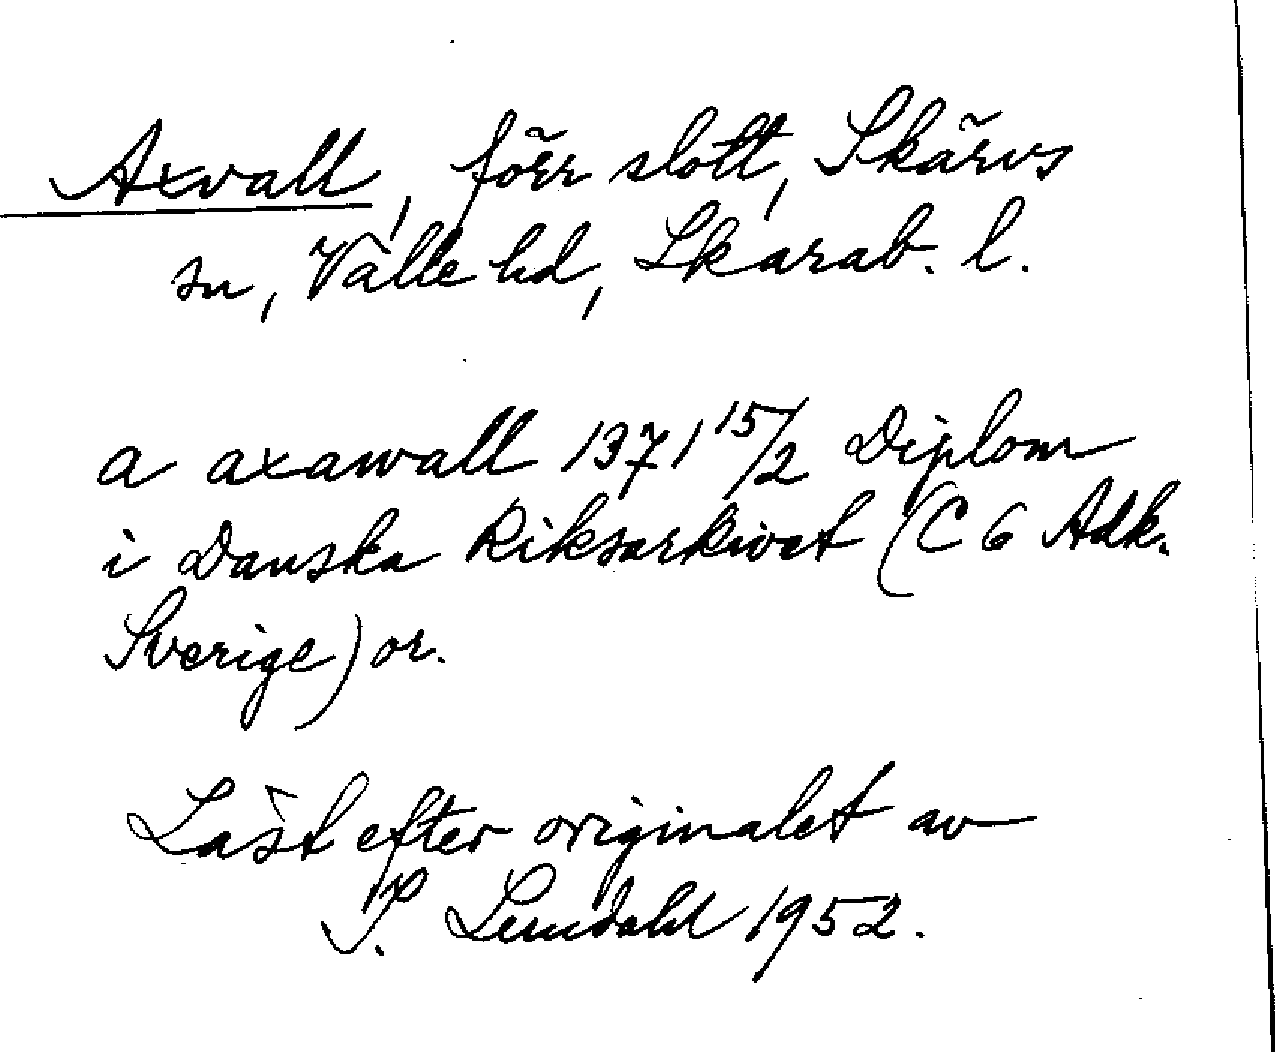 Axvall, förr slott, Skärvs
sn, Valle hd, Skarab. l.
a axawall 1371 15/2 Diplom
i Danska Riksarkivet (C 6 Adk.
Sverige) or.
Läst efter originalet av
P. Lindahl 1952.